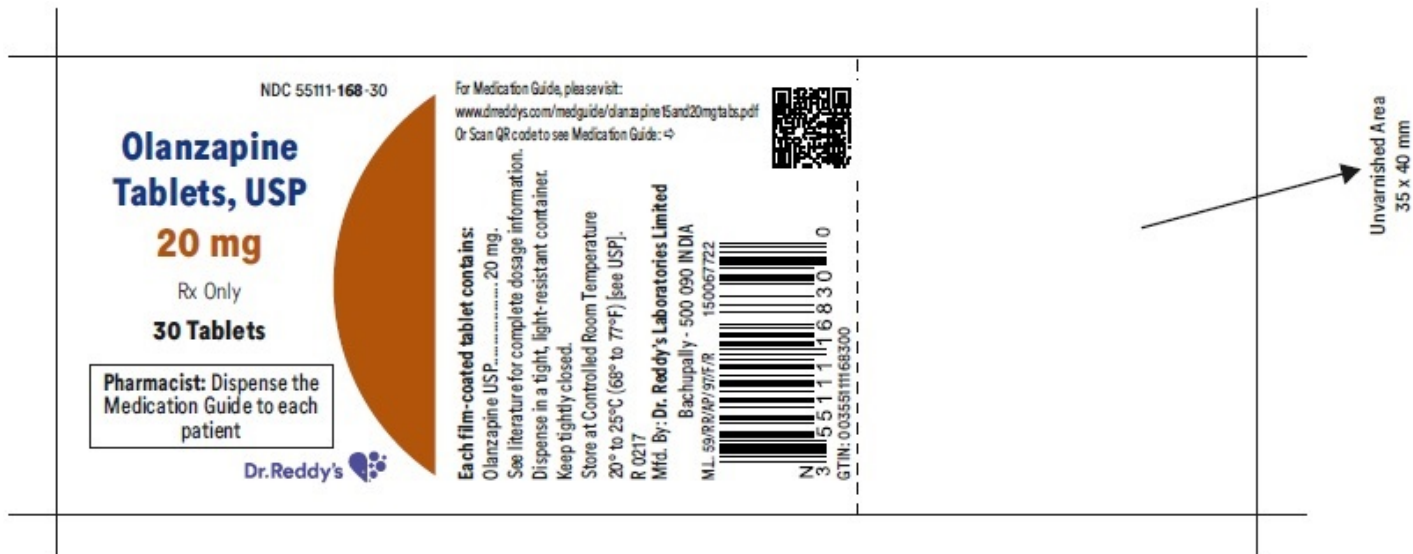 NDC 55111-168-30
Olanzapine
Tablets, USP
20 mg
Rx Only
30 Tablets
Pharmacist: Dispense the
Medication Guide to each
patient
Dr.Reddy's
For Medication Guide, please visit:
www.drreddys.com/medguide/olanzapine15and20mgtabs.pdf
Or Scan QR code to see Medication Guide: ➩
Each film-coated tablet contains:
Olanzapine USP.................. 20 mg.
See literature for complete dosage information.
Dispense in a tight, light-resistant container.
Keep tightly closed.
Store at Controlled Room Temperature
20° to 25°C (68° to 77°F) [see USP].
R 0217
Mfd. By: Dr. Reddy's Laboratories Limited
Bachupally - 500 090 INDIA
M.L. 59/RR/AP/97/F/R 150067722
N
3 55111 16830 0
GTIN: 00355111168300
Unvarnished Area
35 x 40 mm